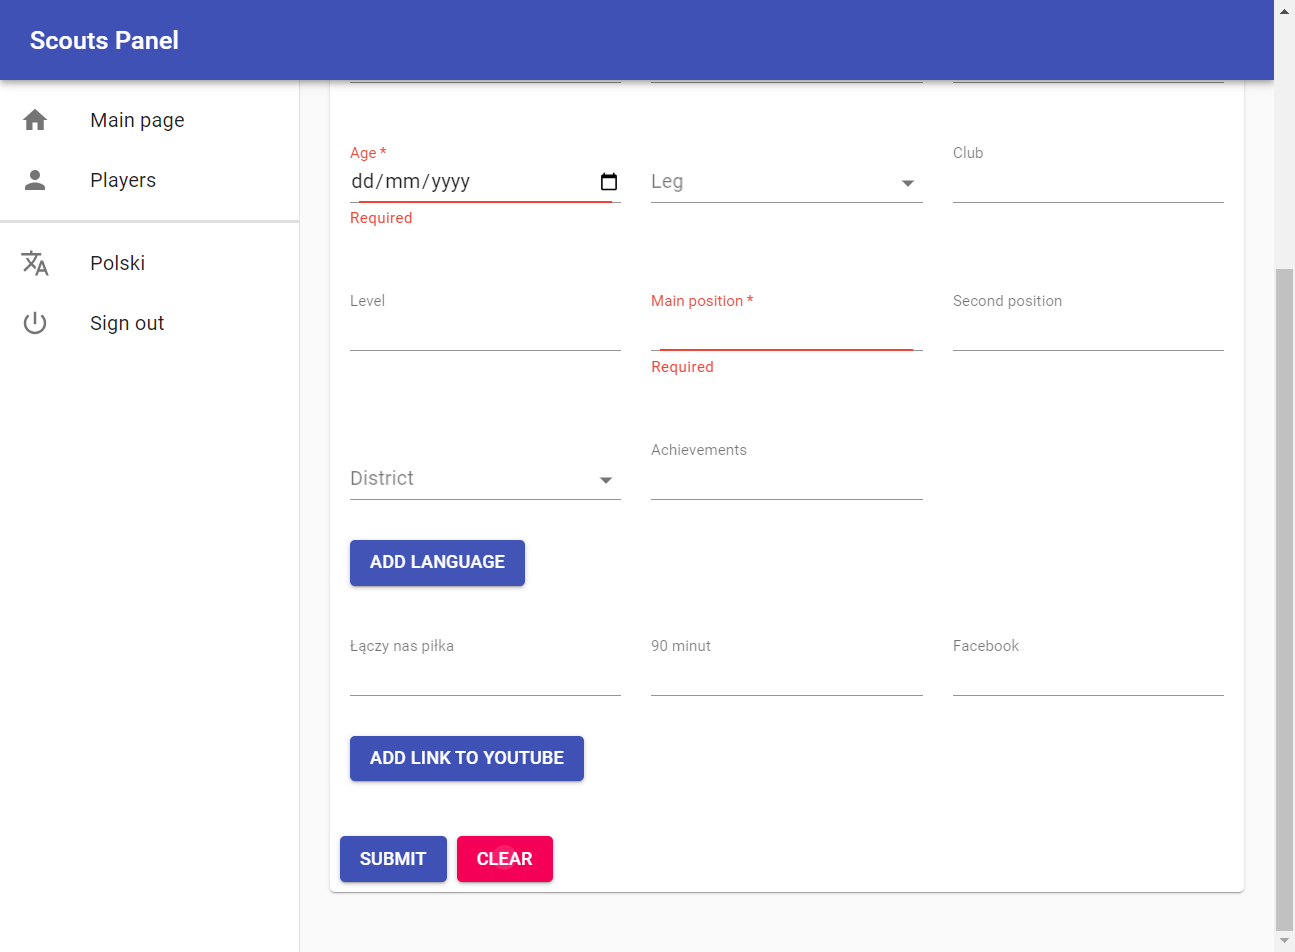 Scouts Panel
Main page
Players
Polski
Sign out
Age *
dd/mm/yyyy
Required
Leg
Club
Level
Main position *
Required
Second position
District
Achievements
ADD LANGUAGE
Łączy nas piłka
90 minut
Facebook
ADD LINK TO YOUTUBE
SUBMIT
CLEAR